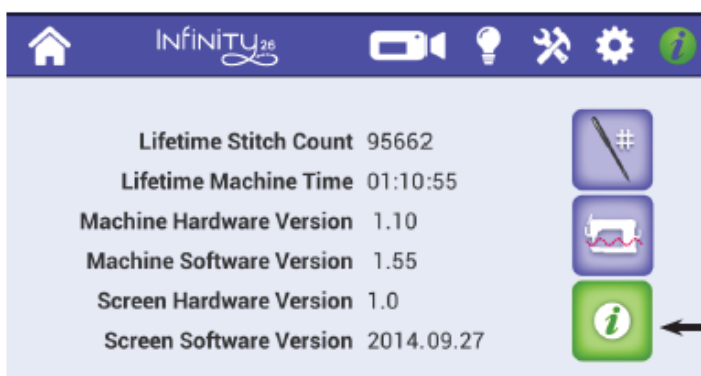 INFINITY26
Lifetime Stitch Count 95662
#
Lifetime Machine Time 01:10:55
Machine Hardware Version 1.10
Machine Software Version 1.55
Screen Hardware Version 1.0
Screen Software Version 2014.09.27